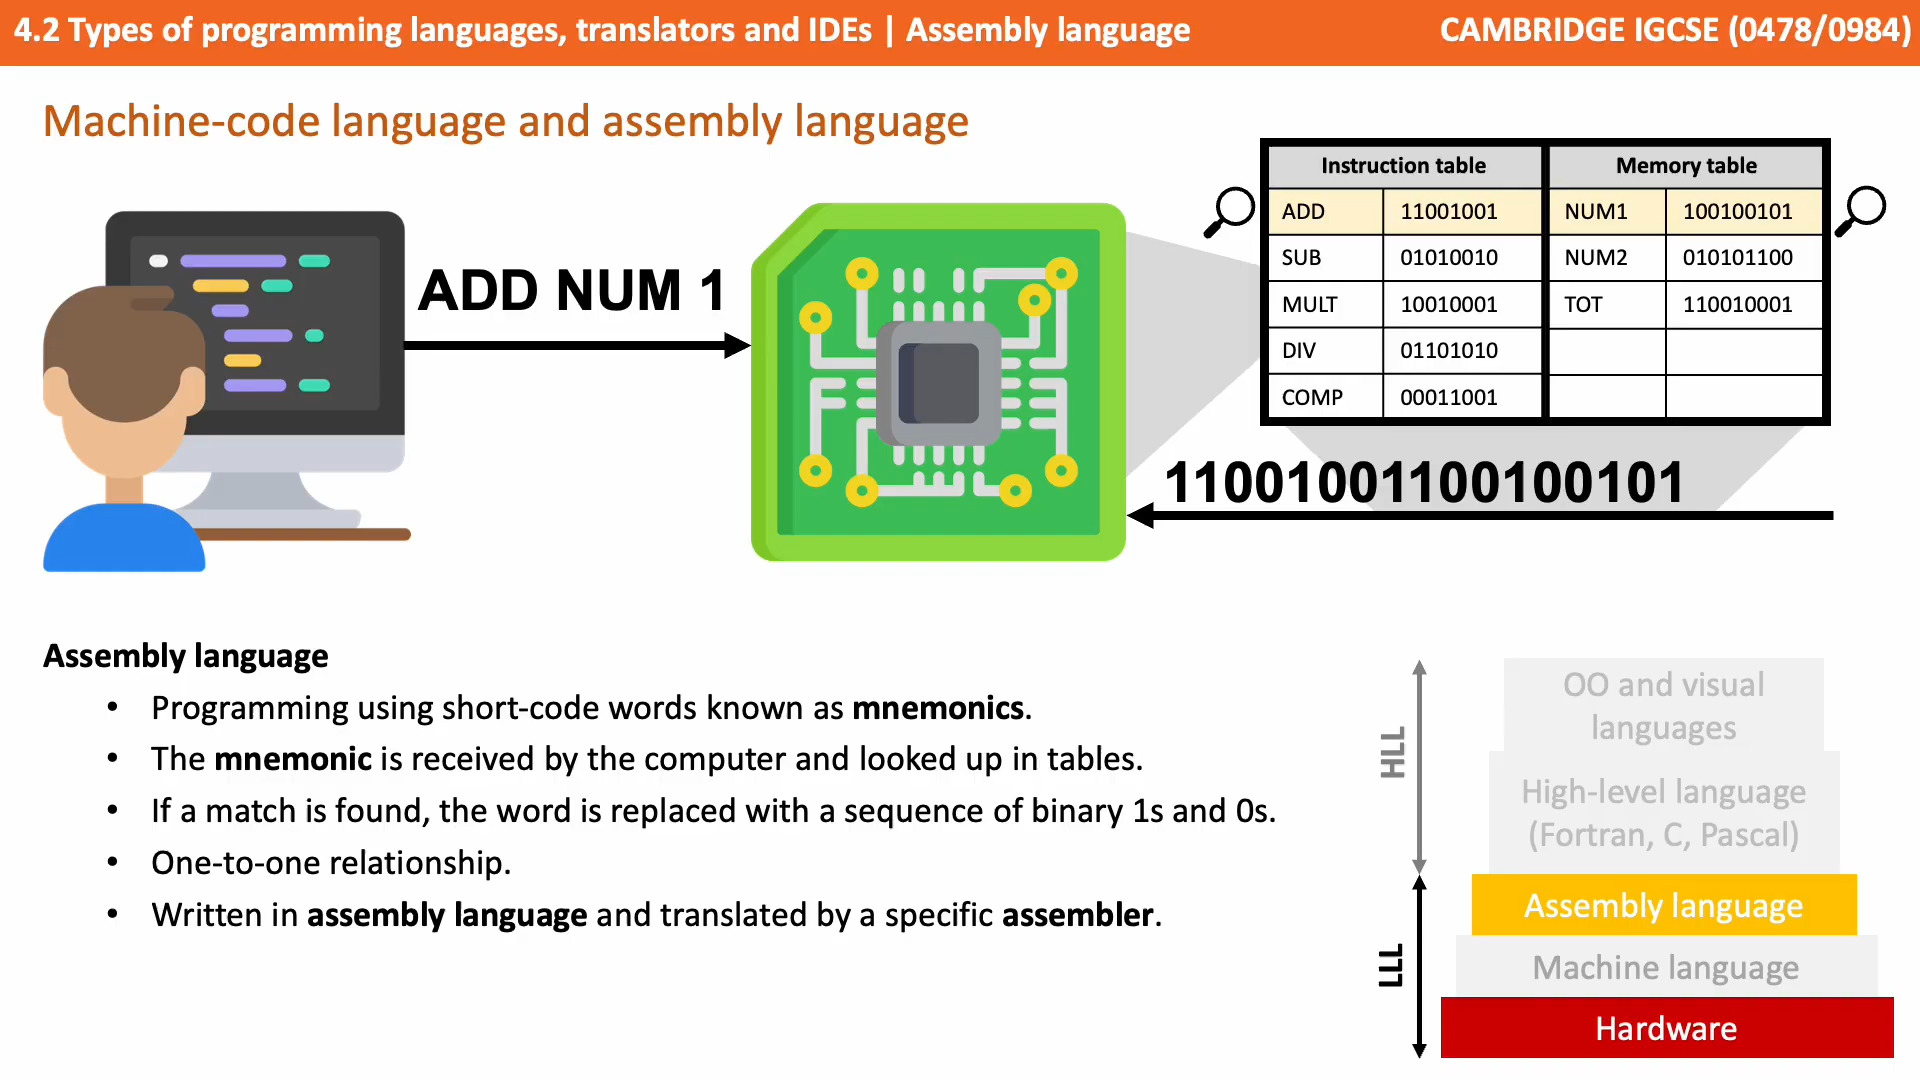 4.2 Types of programming languages, translators and IDEs | Assembly language
CAMBRIDGE IGCSE (0478/0984)
Machine-code language and assembly language
ADD NUM 1
Instruction table
Memory table
ADD 11001001 NUM1 100100101
SUB 01010010 NUM2 010101100
MULT 10010001 TOT 110010001
DIV 01101010
COMP 00011001
11001001100100101
Assembly language
• Programming using short-code words known as mnemonics.
• The mnemonic is received by the computer and looked up in tables.
• If a match is found, the word is replaced with a sequence of binary 1s and 0s.
• One-to-one relationship.
• Written in assembly language and translated by a specific assembler.
HLL
OO and visual
languages
High-level language
(Fortran, C, Pascal)
LLL
Assembly language
Machine language
Hardware